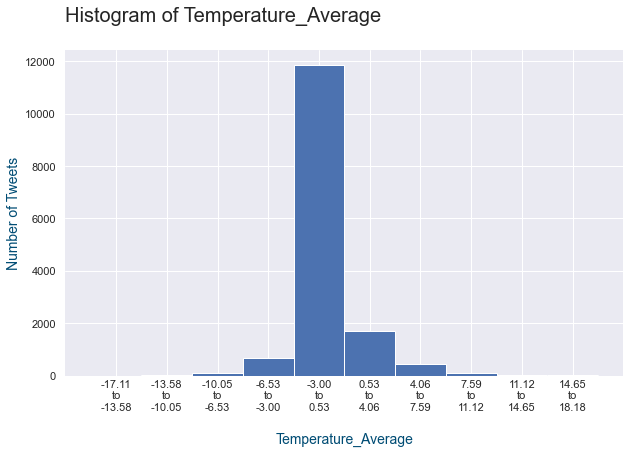 Histogram of Temperature_Average
12000
10000
8000
6000
4000
2000
0
Number of Tweets
-17.11 -13.58 -10.05 -6.53 -3.00 0.53 4.06 7.59 11.12 14.65
to to to to to to to to to to
-13.58 -10.05 -6.53 -3.00 0.53 4.06 7.59 11.12 14.65 18.18
Temperature_Average